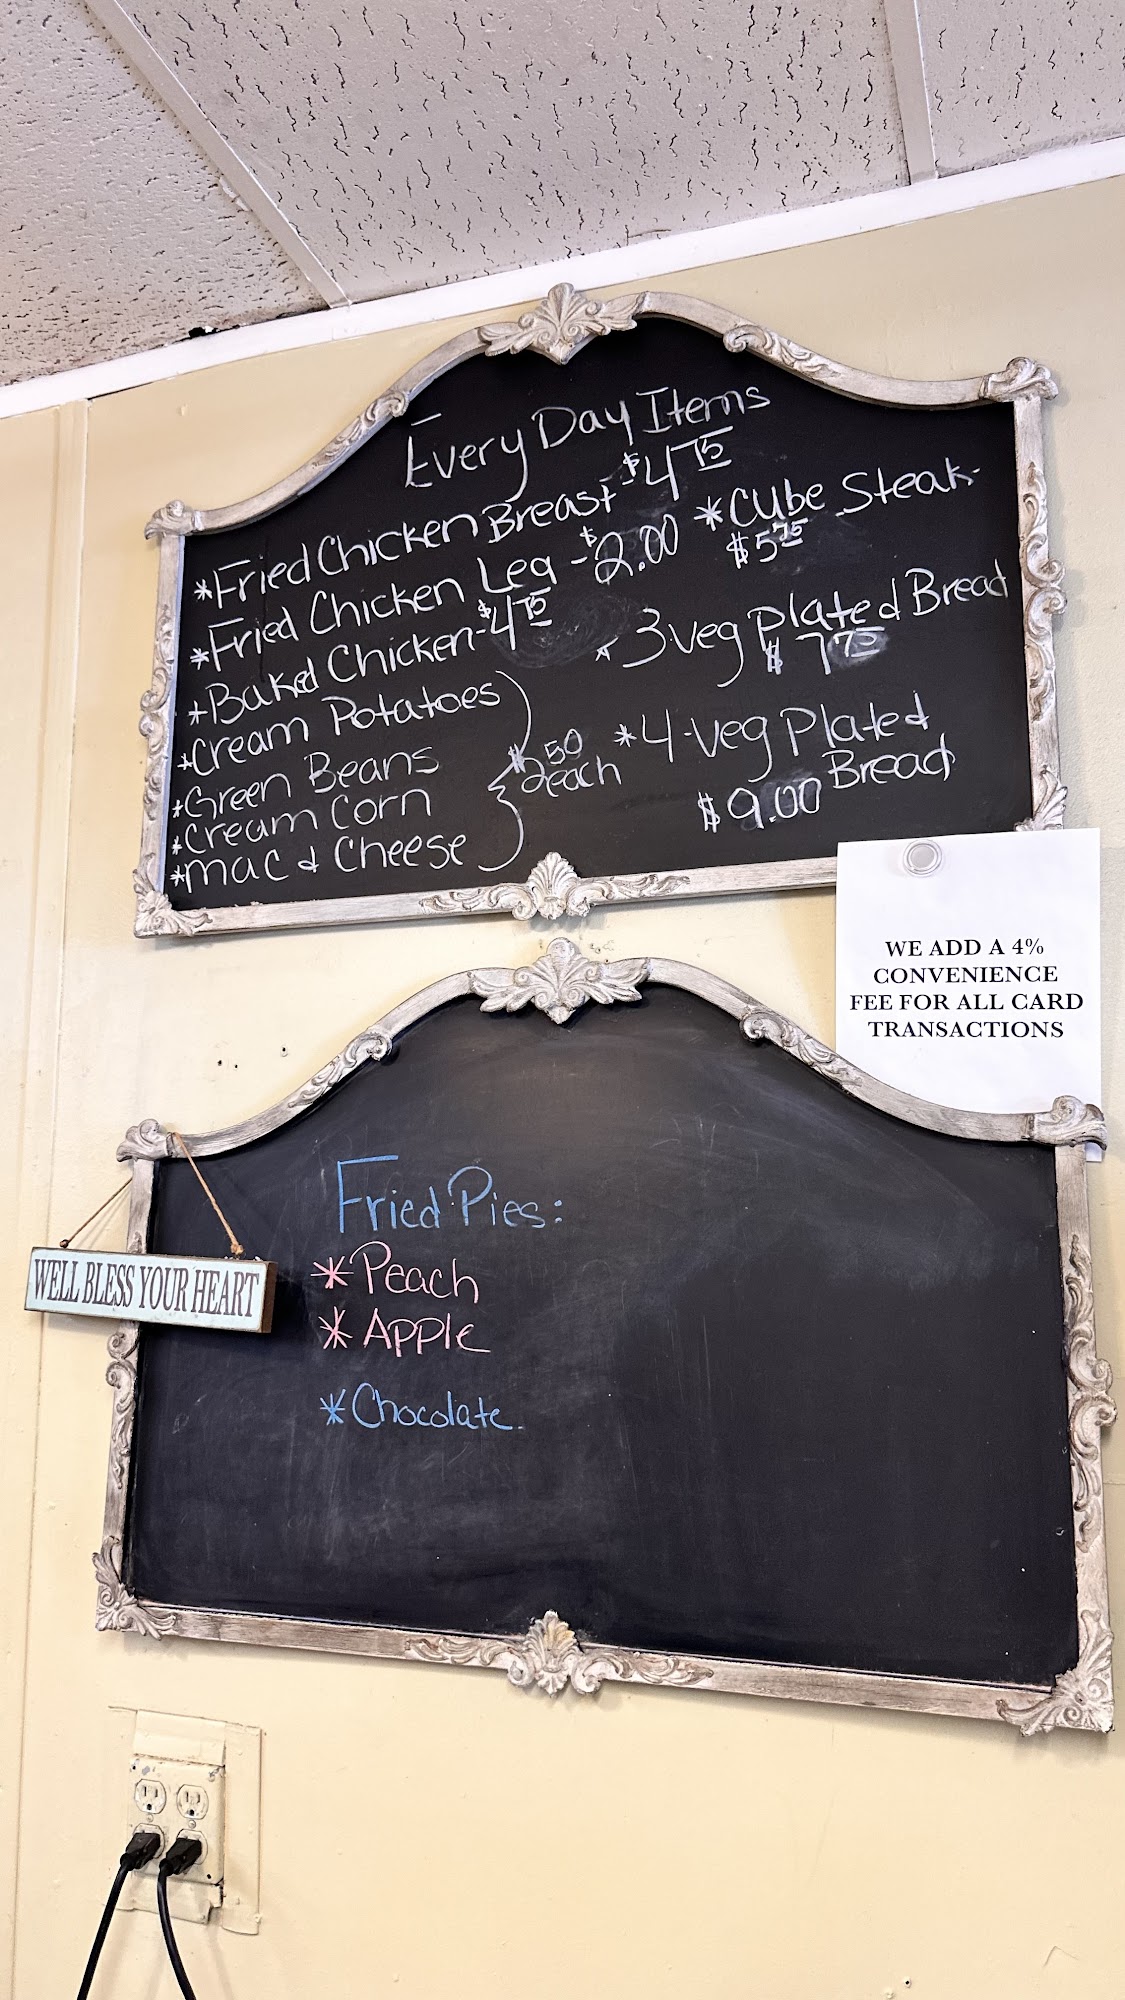 Every Day Items
*Fried Chicken Breast-$4.75
*Fried Chicken Leg -$2.00
*Baked Chicken-$4.75
*Cream Potatoes
*Green Beans
*Cream Corn
*Mac & Cheese
$2.50
each
*Cube Steak-
$5.75
*3 veg Plate & Bread
$7.75
*4-veg Plate &
Bread
$9.00
WE ADD A 4%
CONVENIENCE
FEE FOR ALL CARD
TRANSACTIONS
Fried Pies:
*Peach
*Apple
*Chocolate
WELL BLESS YOUR HEART